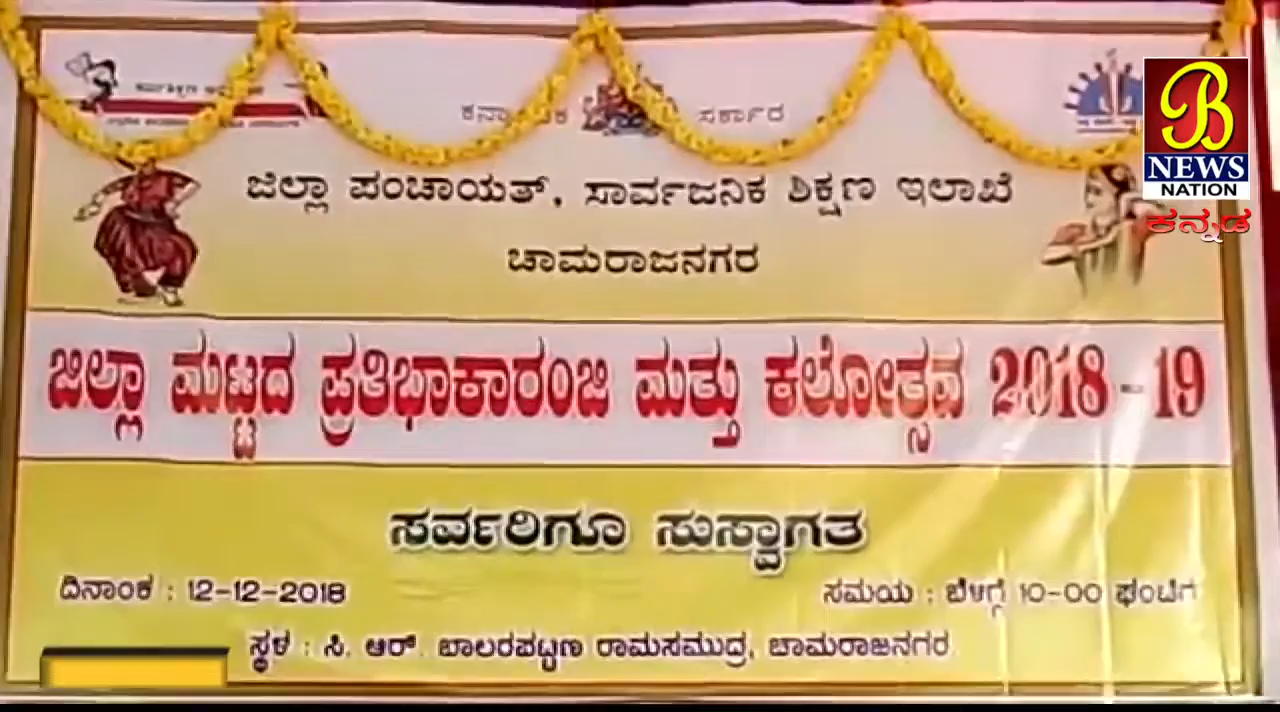 ಕರ್ನಾಟಕ ಸರ್ಕಾರ
ಜಿಲ್ಲಾ ಪಂಚಾಯತ್, ಸಾರ್ವಜನಿಕ ಶಿಕ್ಷಣ ಇಲಾಖೆ
ಚಾಮರಾಜನಗರ
ಜಿಲ್ಲಾ ಮಟ್ಟದ ಪ್ರತಿಭಾಕಾರಂಜಿ ಮತ್ತು ಕಲೋತ್ಸವ 2018-19
ಸರ್ವರಿಗೂ ಸುಸ್ವಾಗತ
ದಿನಾಂಕ : 12-12-2018 ಸಮಯ : ಬೆಳಗ್ಗೆ 10-00 ಘಂಟೆಗೆ
ಸ್ಥಳ : ಸಿ. ಆರ್. ಬಾಲರಪಟ್ಟಣ ರಾಮಸಮುದ್ರ, ಚಾಮರಾಜನಗರ
B
NEWS
NATION
ಕನ್ನಡ